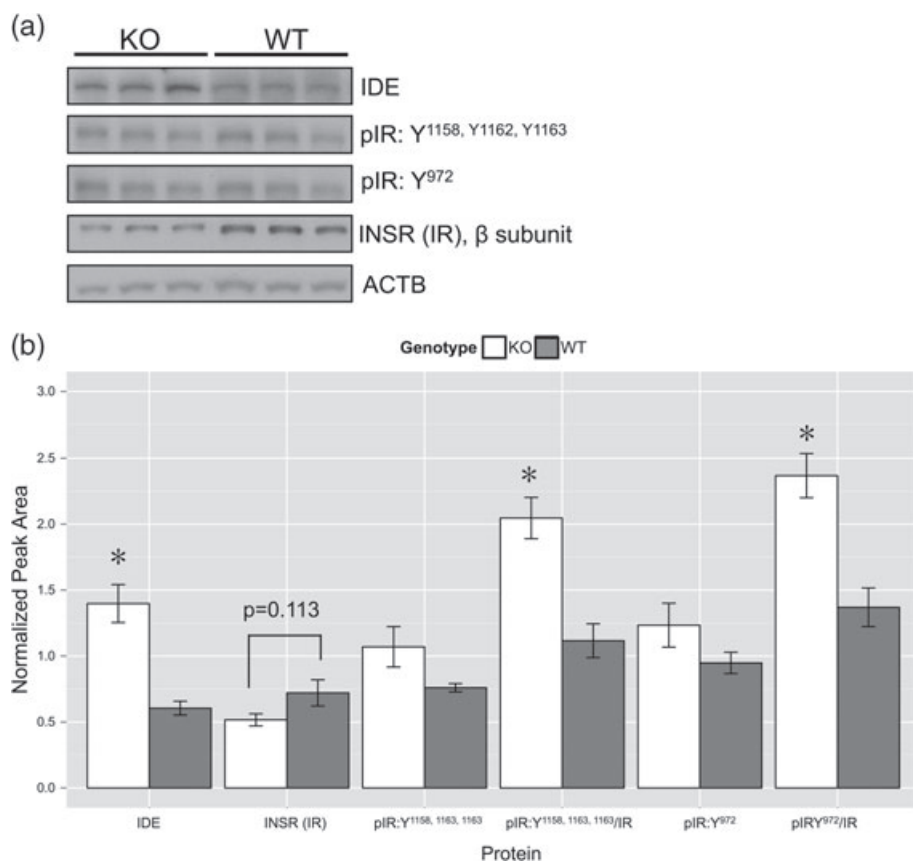 (a)
KO WT
IDE
pIR: Y1158, Y1162, Y1163
pIR: Y972
INSR (IR), β subunit
ACTB
(b)
Genotype KO WT
3.0
2.5
2.0
1.5
1.0
0.5
0.0
Normalized Peak Area
*
p=0.113
*
*
IDE INSR (IR) pIR:Y1158, 1163, 1163 pIR:Y1158, 1163, 1163/IR pIR:Y972 pIRY972/IR
Protein